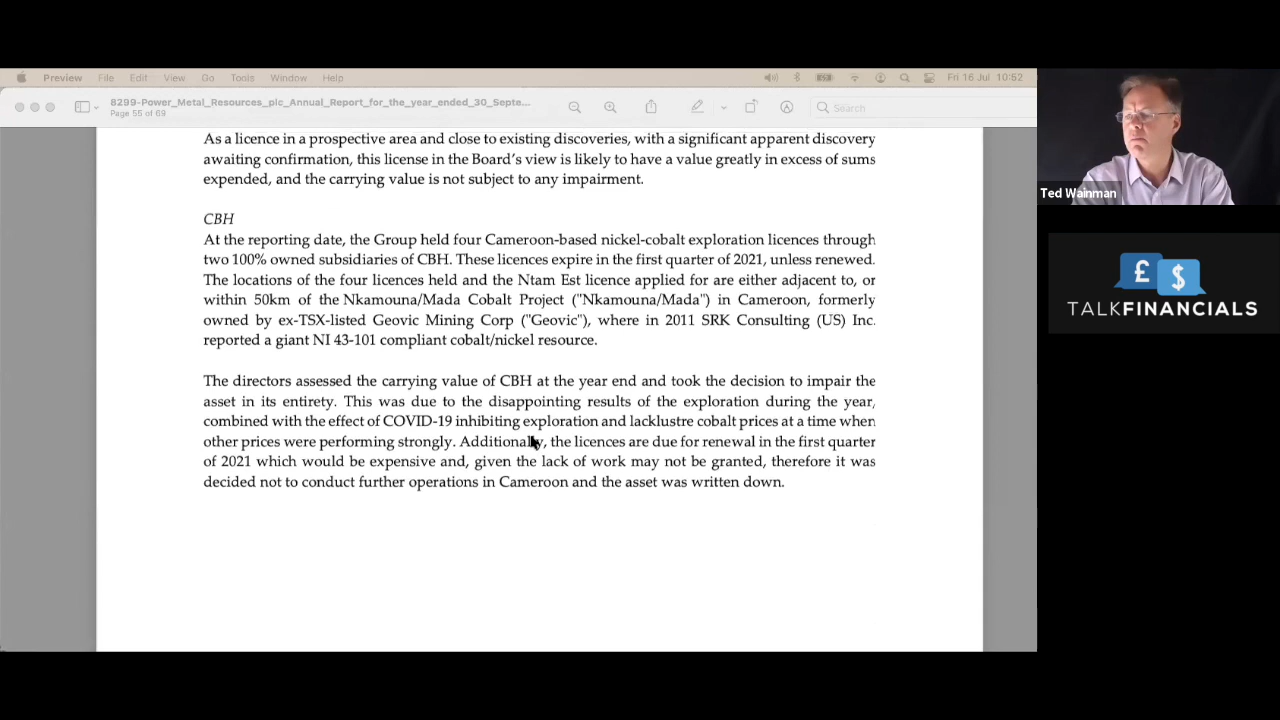 Preview File Edit View Go Tools Window Help Fri 16 Jul 10:52
8299-Power_Metal_Resources_plc_Annual_Report_for_the_year_ended_30_Septe...
Page 55 of 69
Search
As a licence in a prospective area and close to existing discoveries, with a significant apparent discovery
awaiting confirmation, this license in the Board's view is likely to have a value greatly in excess of sums
expended, and the carrying value is not subject to any impairment.
CBH
At the reporting date, the Group held four Cameroon-based nickel-cobalt exploration licences through
two 100% owned subsidiaries of CBH. These licences expire in the first quarter of 2021, unless renewed.
The locations of the four licences held and the Ntam Est licence applied for are either adjacent to, or
within 50km of the Nkamouna/Mada Cobalt Project ("Nkamouna/Mada") in Cameroon, formerly
owned by ex-TSX-listed Geovic Mining Corp ("Geovic"), where in 2011 SRK Consulting (US) Inc.
reported a giant NI 43-101 compliant cobalt/nickel resource.
The directors assessed the carrying value of CBH at the year end and took the decision to impair the
asset in its entirety. This was due to the disappointing results of the exploration during the year,
combined with the effect of COVID-19 inhibiting exploration and lacklustre cobalt prices at a time when
other prices were performing strongly. Additionally, the licences are due for renewal in the first quarter
of 2021 which would be expensive and, given the lack of work may not be granted, therefore it was
decided not to conduct further operations in Cameroon and the asset was written down.
Ted Wainman
£ $
TALKFINANCIALS